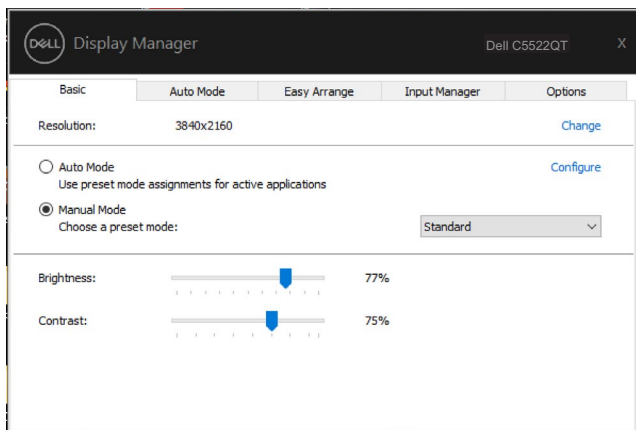 DELL Display Manager Dell C5522QT X
Basic Auto Mode Easy Arrange Input Manager Options
Resolution: 3840x2160 Change
Auto Mode Configure
Use preset mode assignments for active applications
Manual Mode
Choose a preset mode: Standard
Brightness: 77%
Contrast: 75%